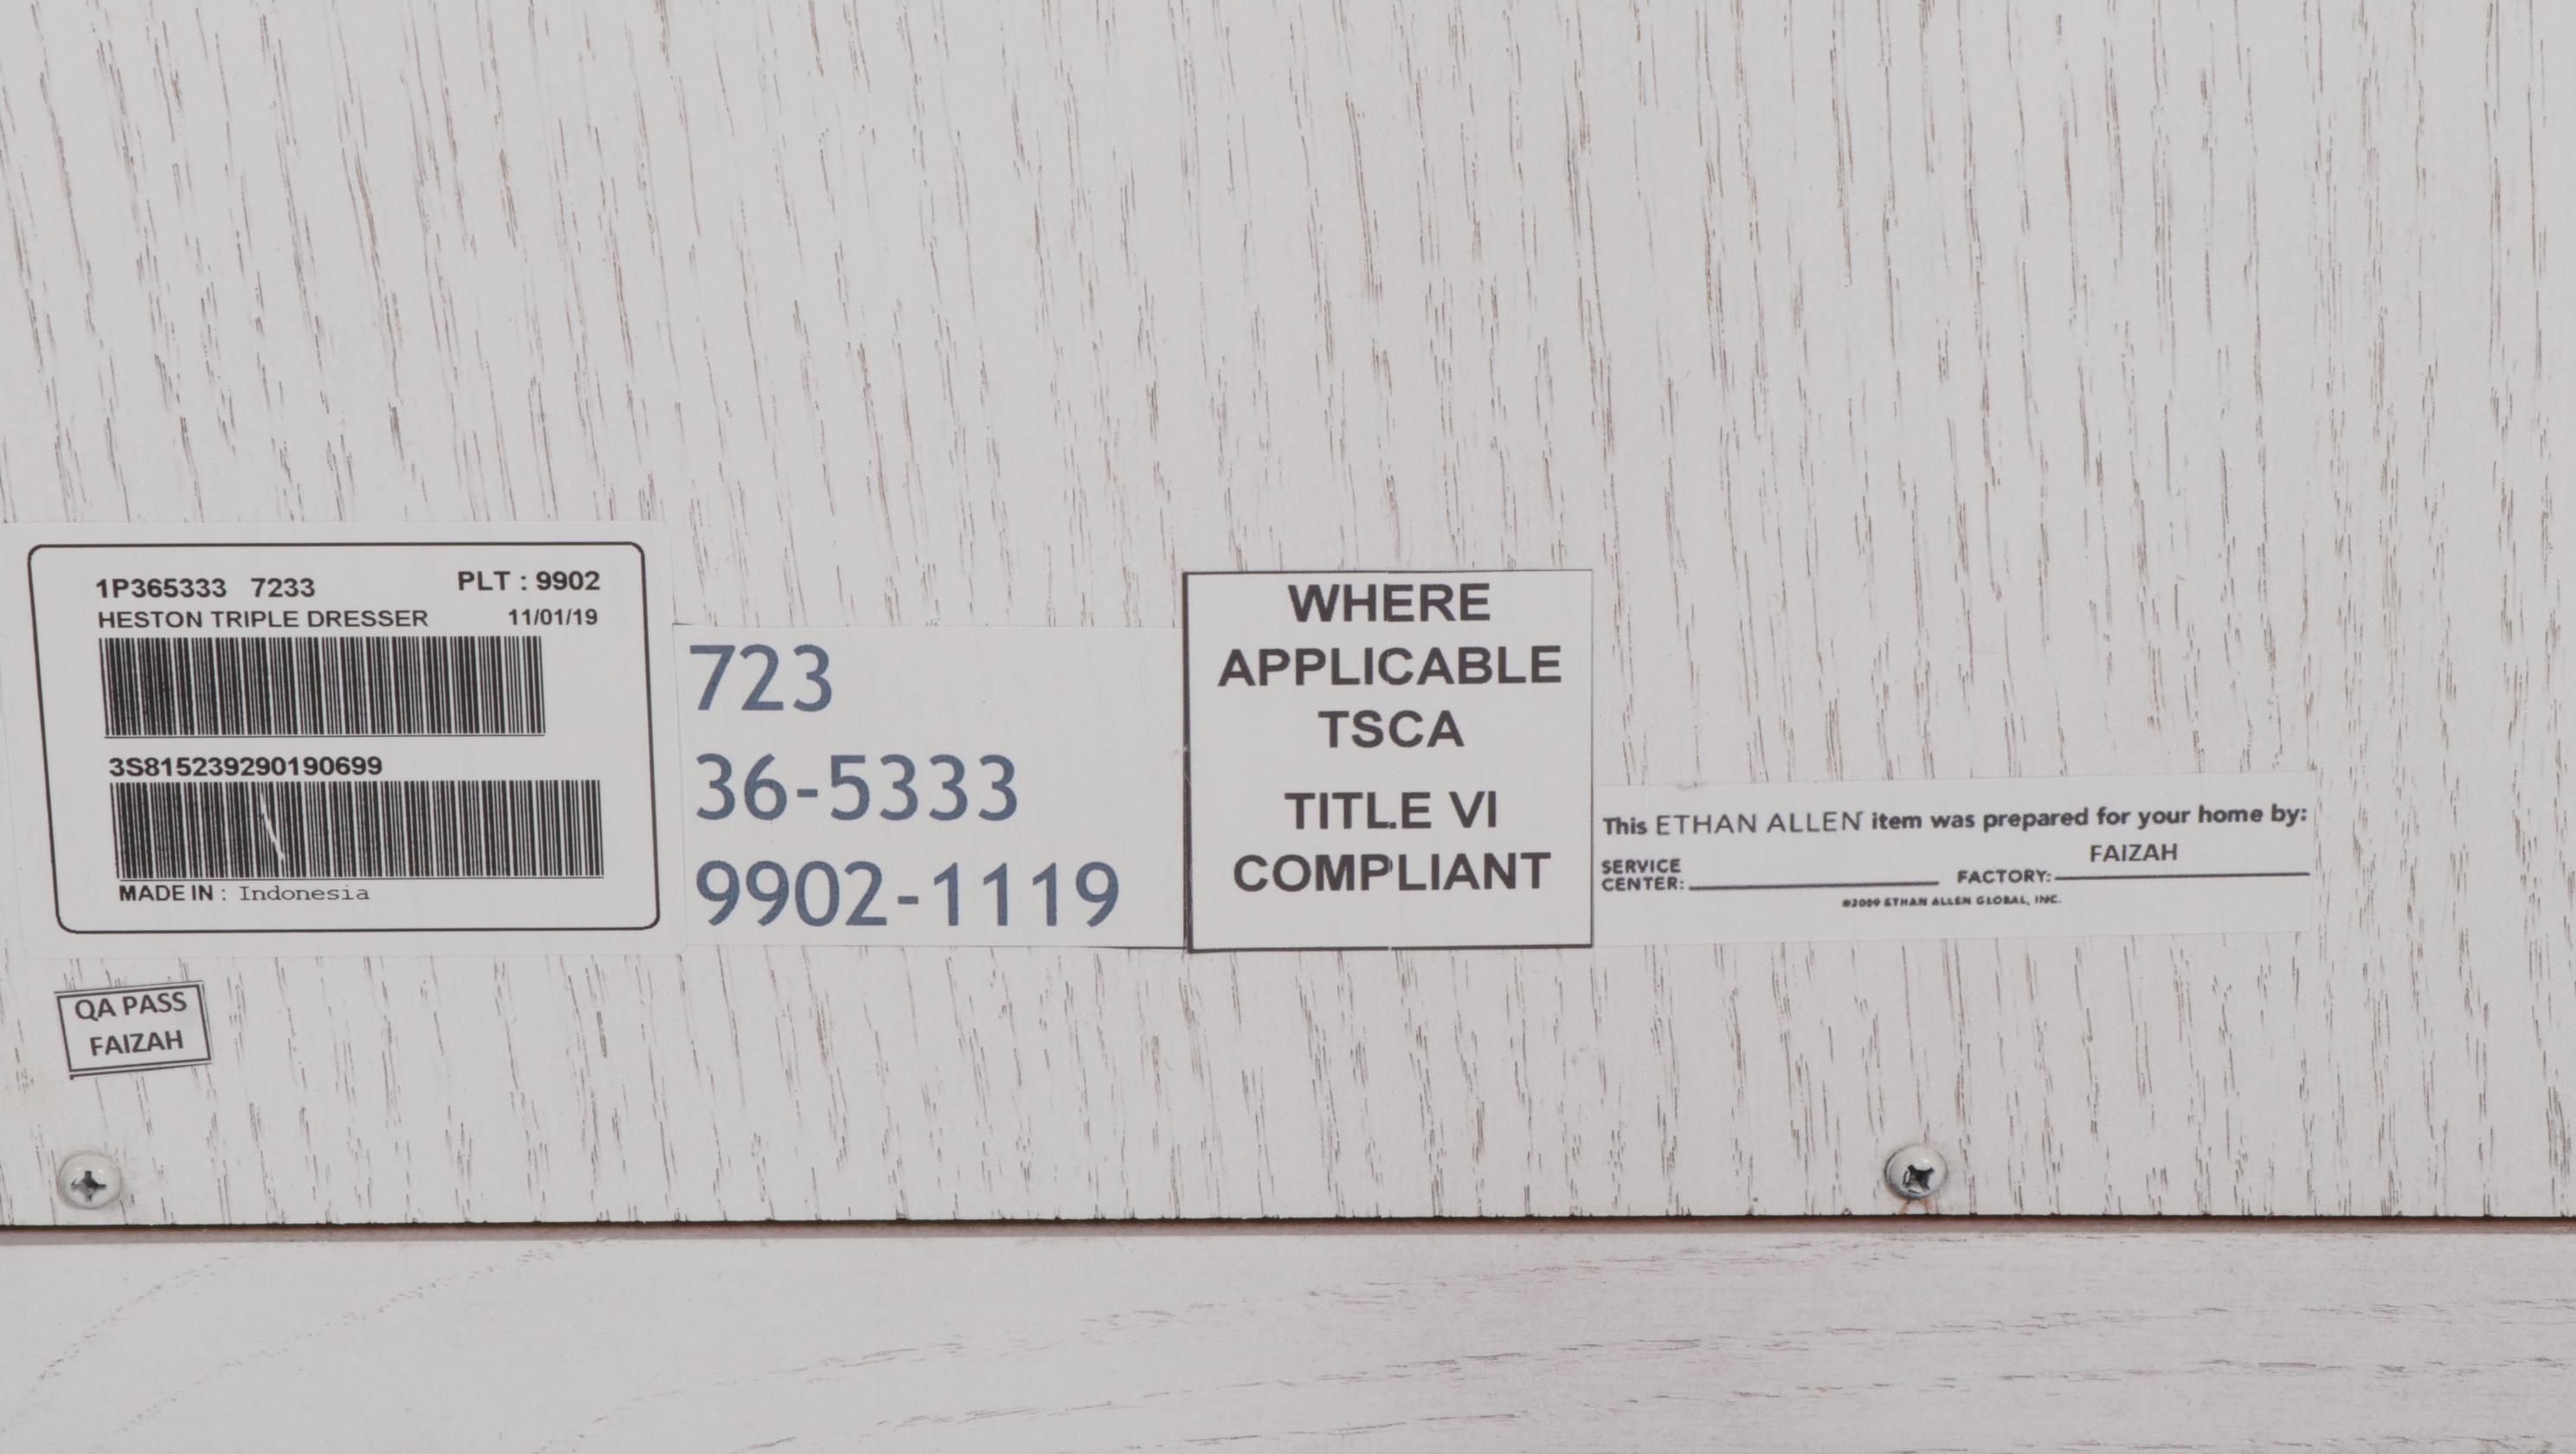 1P365333 7233 PLT : 9902
HESTON TRIPLE DRESSER 11/01/19
3S815239290190699
MADE IN : Indonesia
QA PASS
FAIZAH
723
36-5333
9902-1119
WHERE
APPLICABLE
TSCA
TITLE VI
COMPLIANT
This ETHAN ALLEN item was prepared for your home by:
SERVICE
CENTER: FACTORY: FAIZAH
©2009 ETHAN ALLEN GLOBAL, INC.